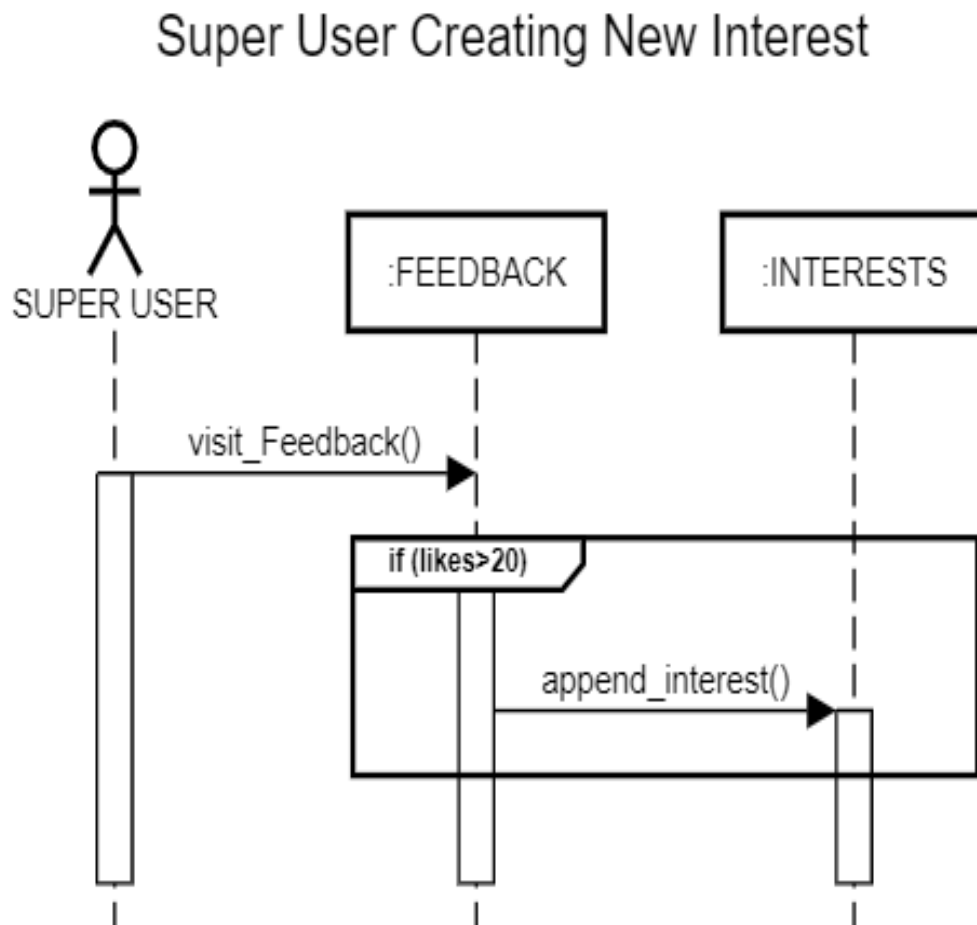 Super User Creating New Interest
SUPER USER
:FEEDBACK
:INTERESTS
visit_Feedback()
if (likes>20)
append_interest()